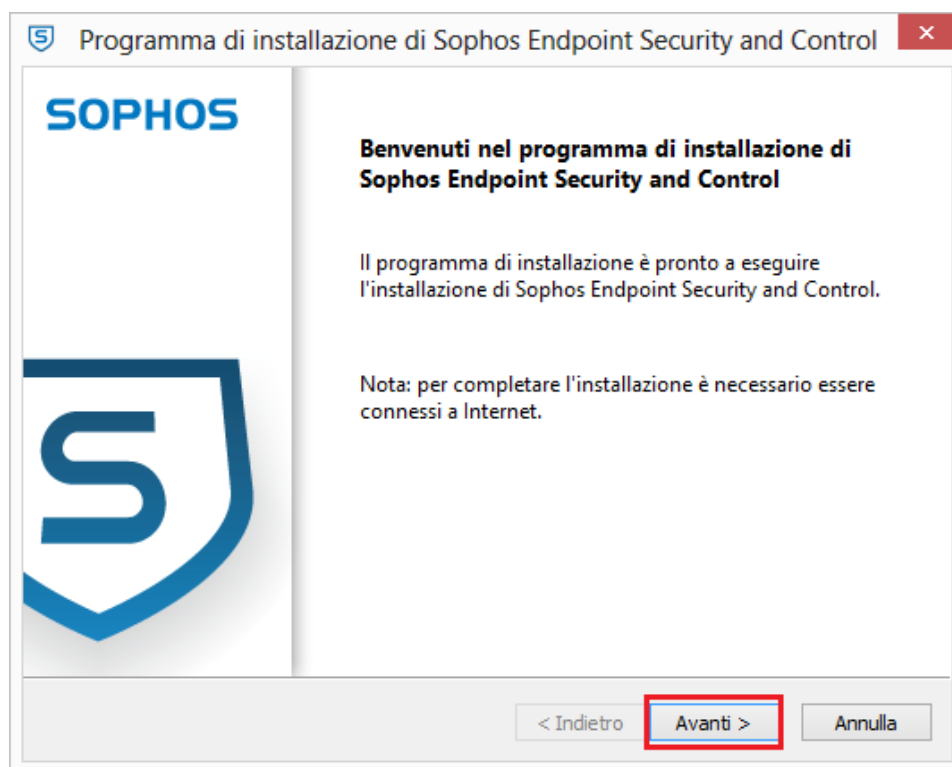 Programma di installazione di Sophos Endpoint Security and Control
SOPHOS
Benvenuti nel programma di installazione di
Sophos Endpoint Security and Control
Il programma di installazione è pronto a eseguire
l'installazione di Sophos Endpoint Security and Control.
Nota: per completare l'installazione è necessario essere
connessi a Internet.
< Indietro Avanti > Annulla